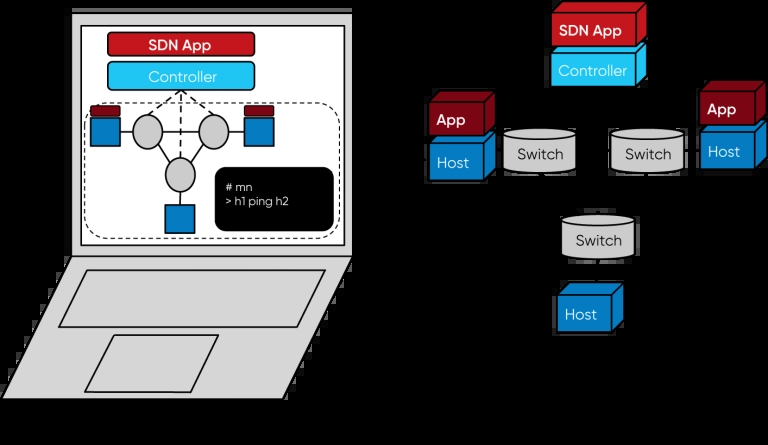 SDN App
Controller
# mn
> h1 ping h2
SDN App
Controller
App
Host
Switch
Switch
App
Host
Switch
Host